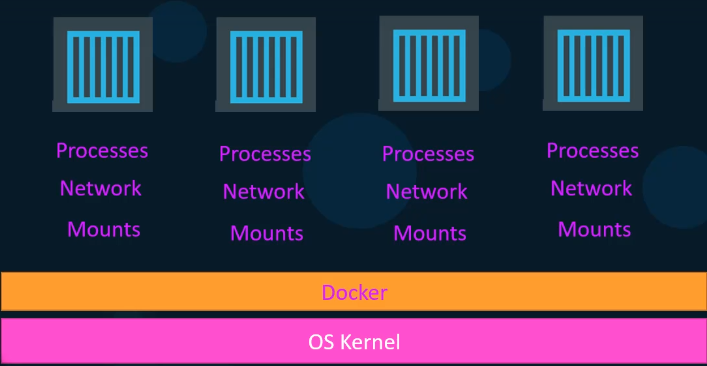 Processes Processes Processes Processes
Network Network Network Network
Mounts Mounts Mounts Mounts
Docker
OS Kernel